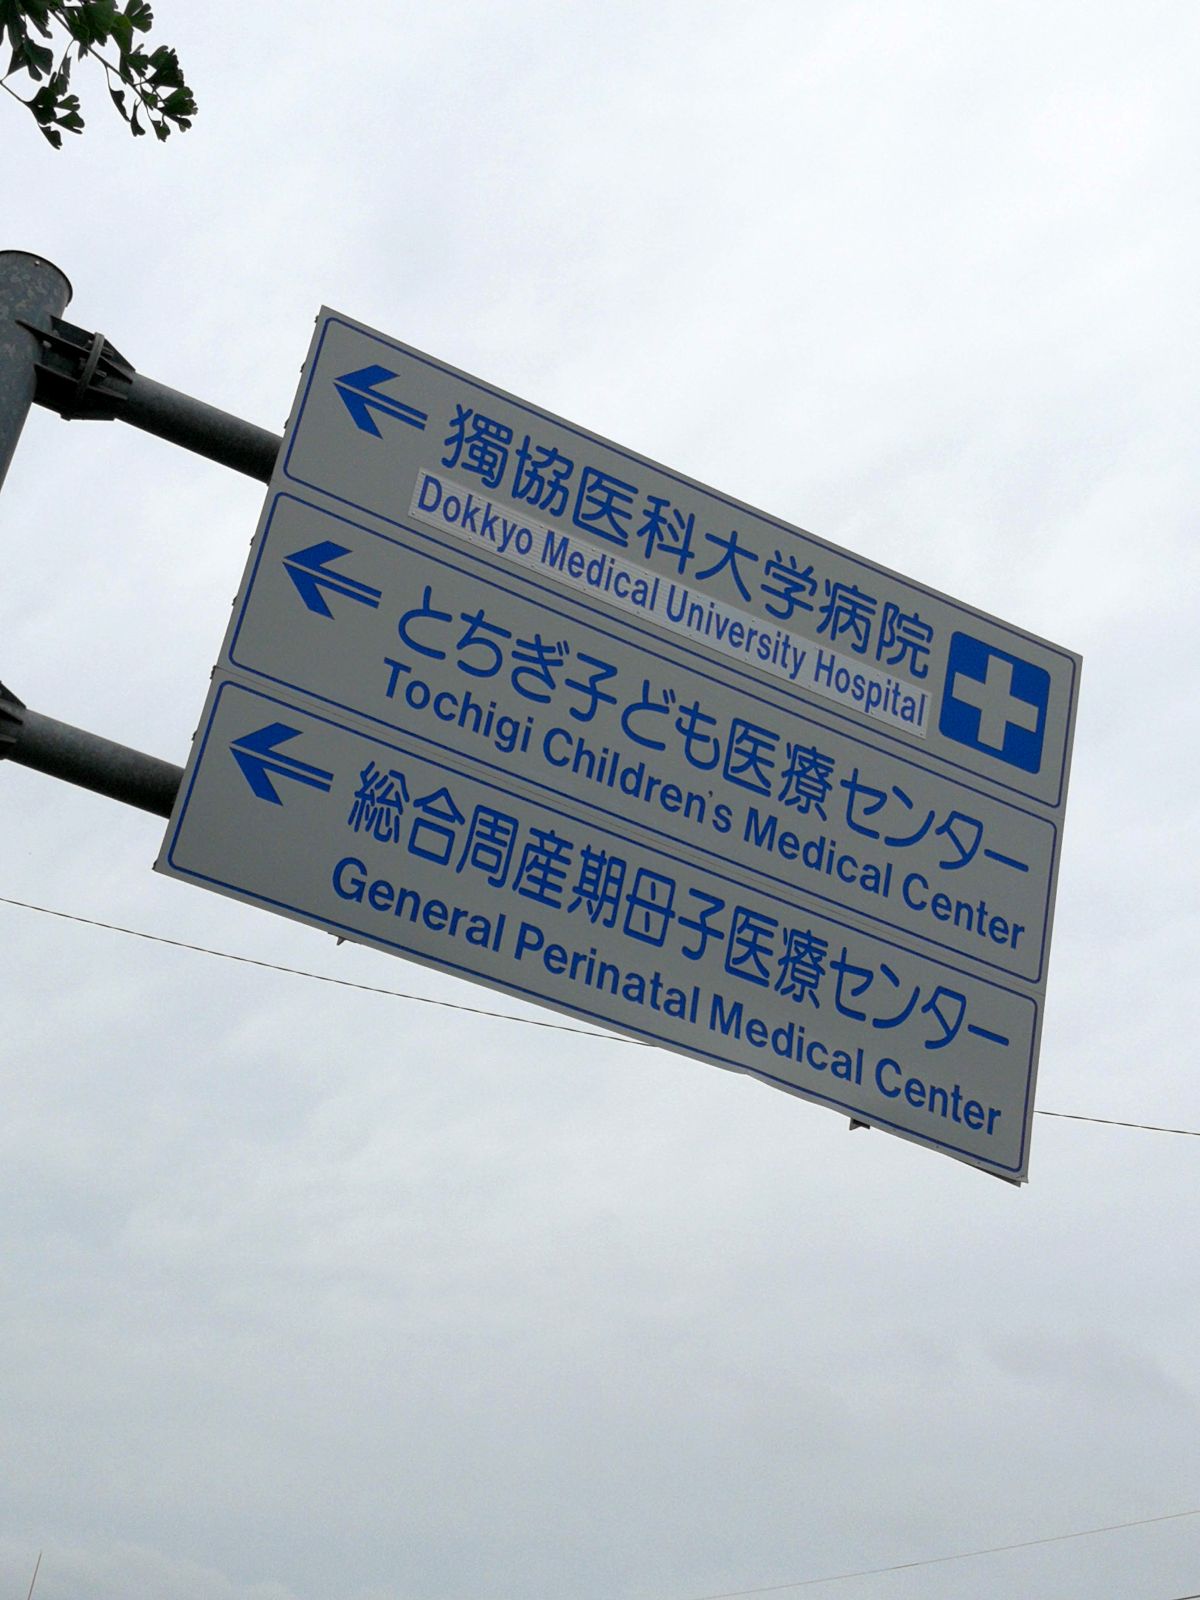 獨協医科大学病院
Dokkyo Medical University Hospital
とちぎ子ども医療センター
Tochigi Children's Medical Center
総合周産期母子医療センター
General Perinatal Medical Center